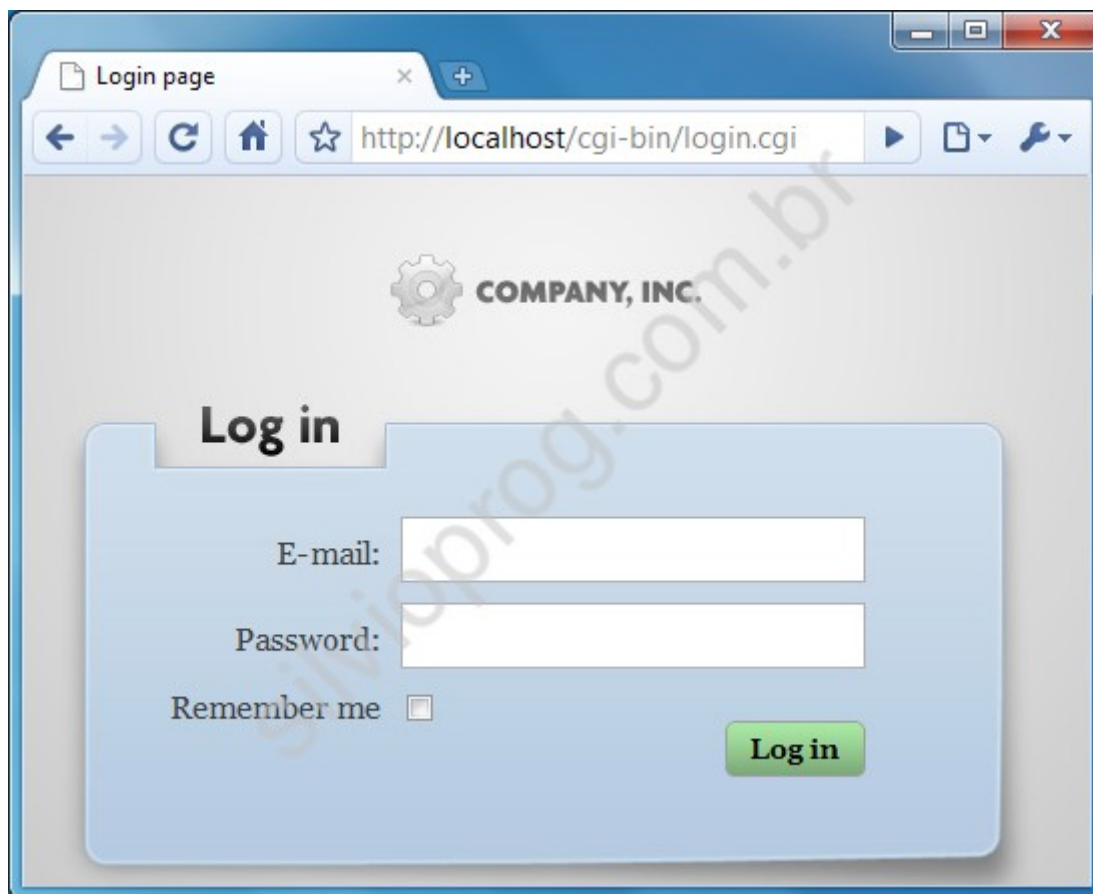 Login page
http://localhost/cgi-bin/login.cgi
COMPANY, INC.
Log in
E-mail:
Password:
Remember me
Log in
silvioprog.com.br